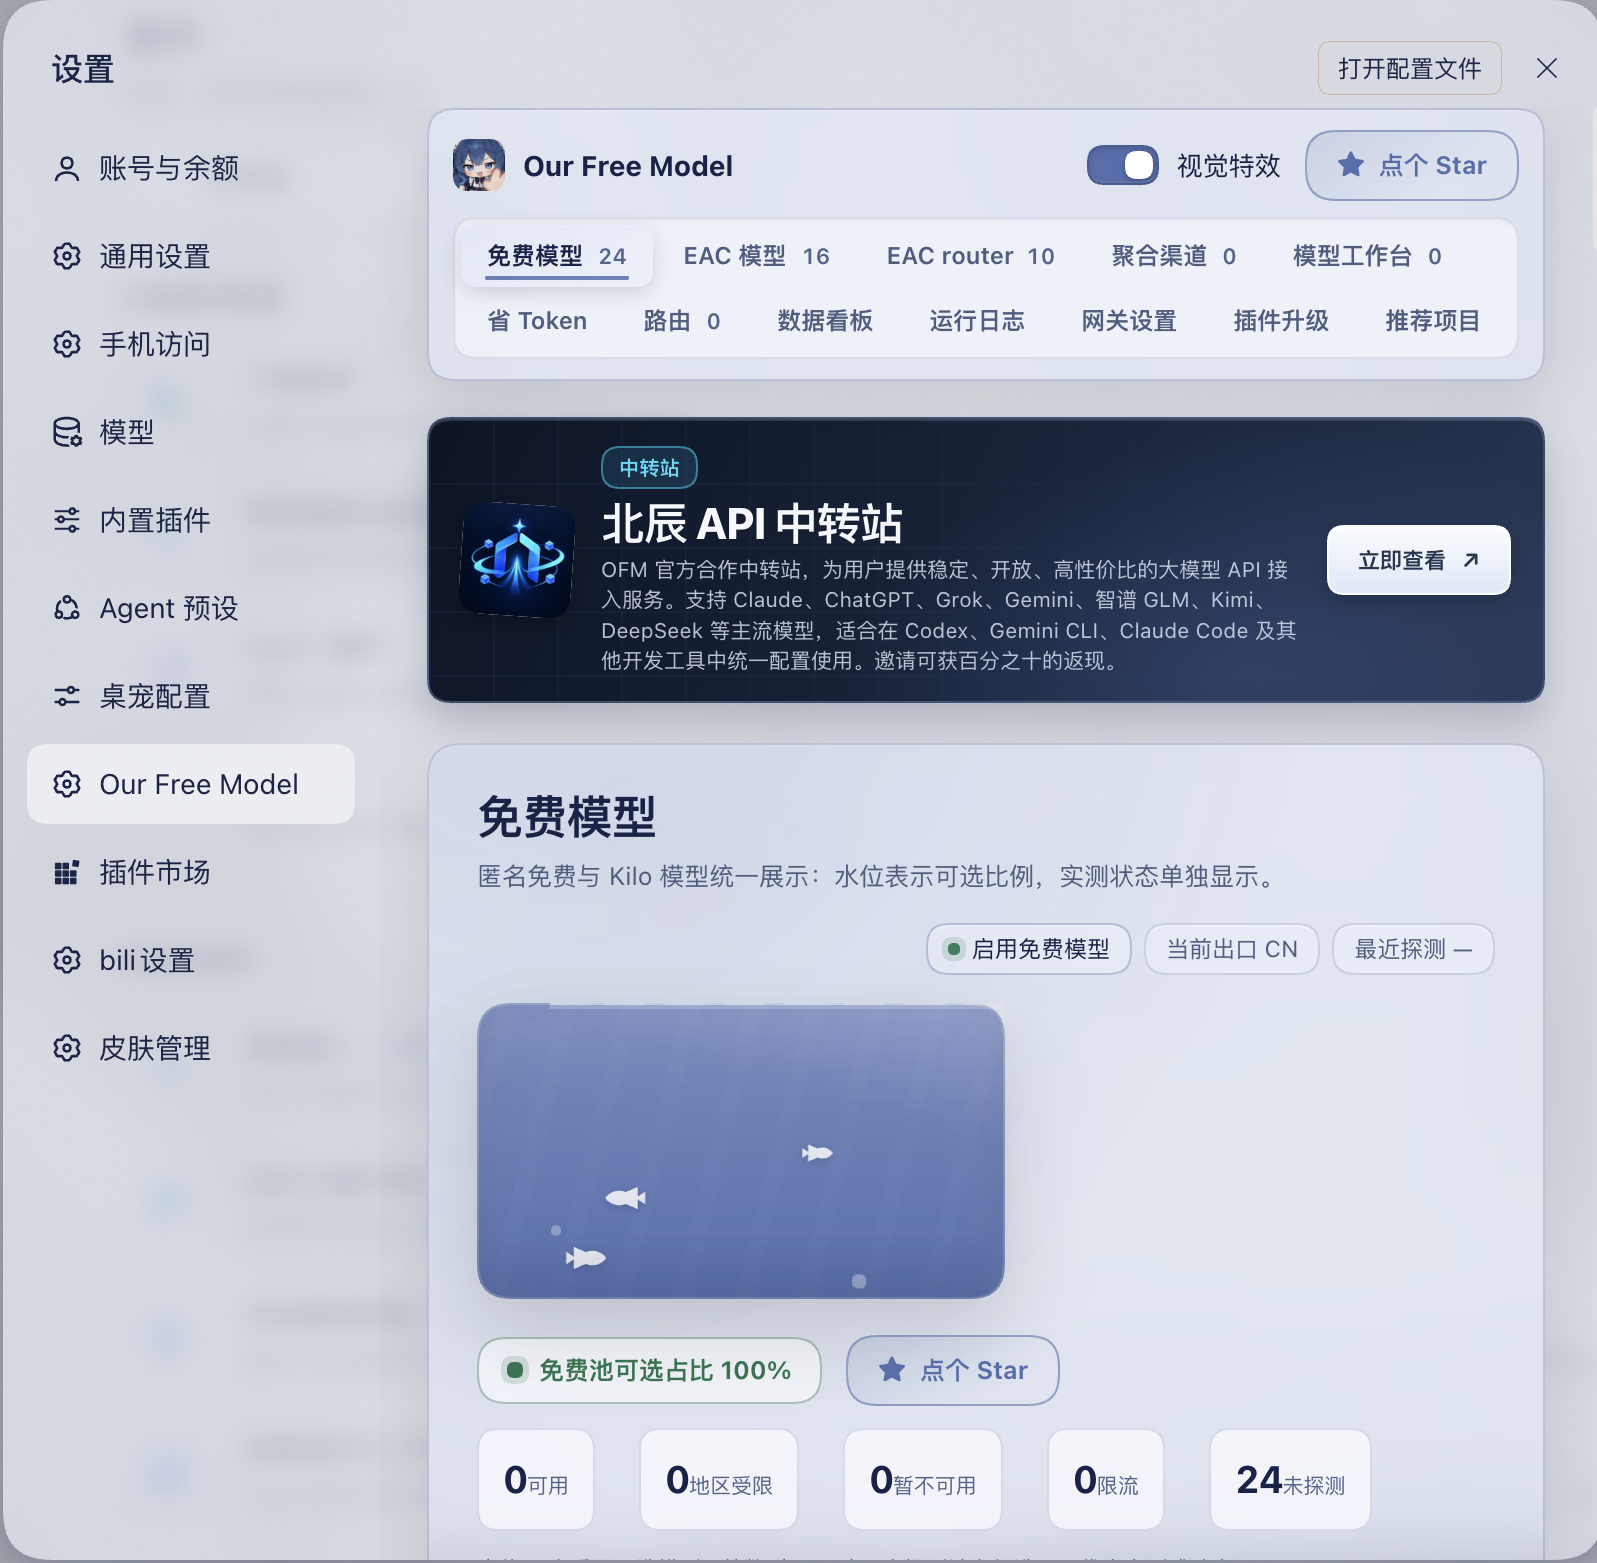 设置
打开配置文件
账号与余额
通用设置
手机访问
模型
内置插件
Agent 预设
桌宠配置
Our Free Model
插件市场
bili设置
皮肤管理
Our Free Model
视觉特效
点个 Star
免费模型 24 EAC 模型 16 EAC router 10 聚合渠道 0 模型工作台 0
省 Token 路由 0 数据看板 运行日志 网关设置 插件升级 推荐项目
中转站
北辰 API 中转站
OFM 官方合作中转站，为用户提供稳定、开放、高性价比的大模型 API 接
入服务。支持 Claude、ChatGPT、Grok、Gemini、智谱 GLM、Kimi、
DeepSeek 等主流模型，适合在 Codex、Gemini CLI、Claude Code 及其
他开发工具中统一配置使用。邀请可获百分之十的返现。
立即查看
免费模型
匿名免费与 Kilo 模型统一展示：水位表示可选比例，实测状态单独显示。
启用免费模型 当前出口 CN 最近探测 —
免费池可选占比 100% 点个 Star
0可用 0地区受限 0暂不可用 0限流 24未探测